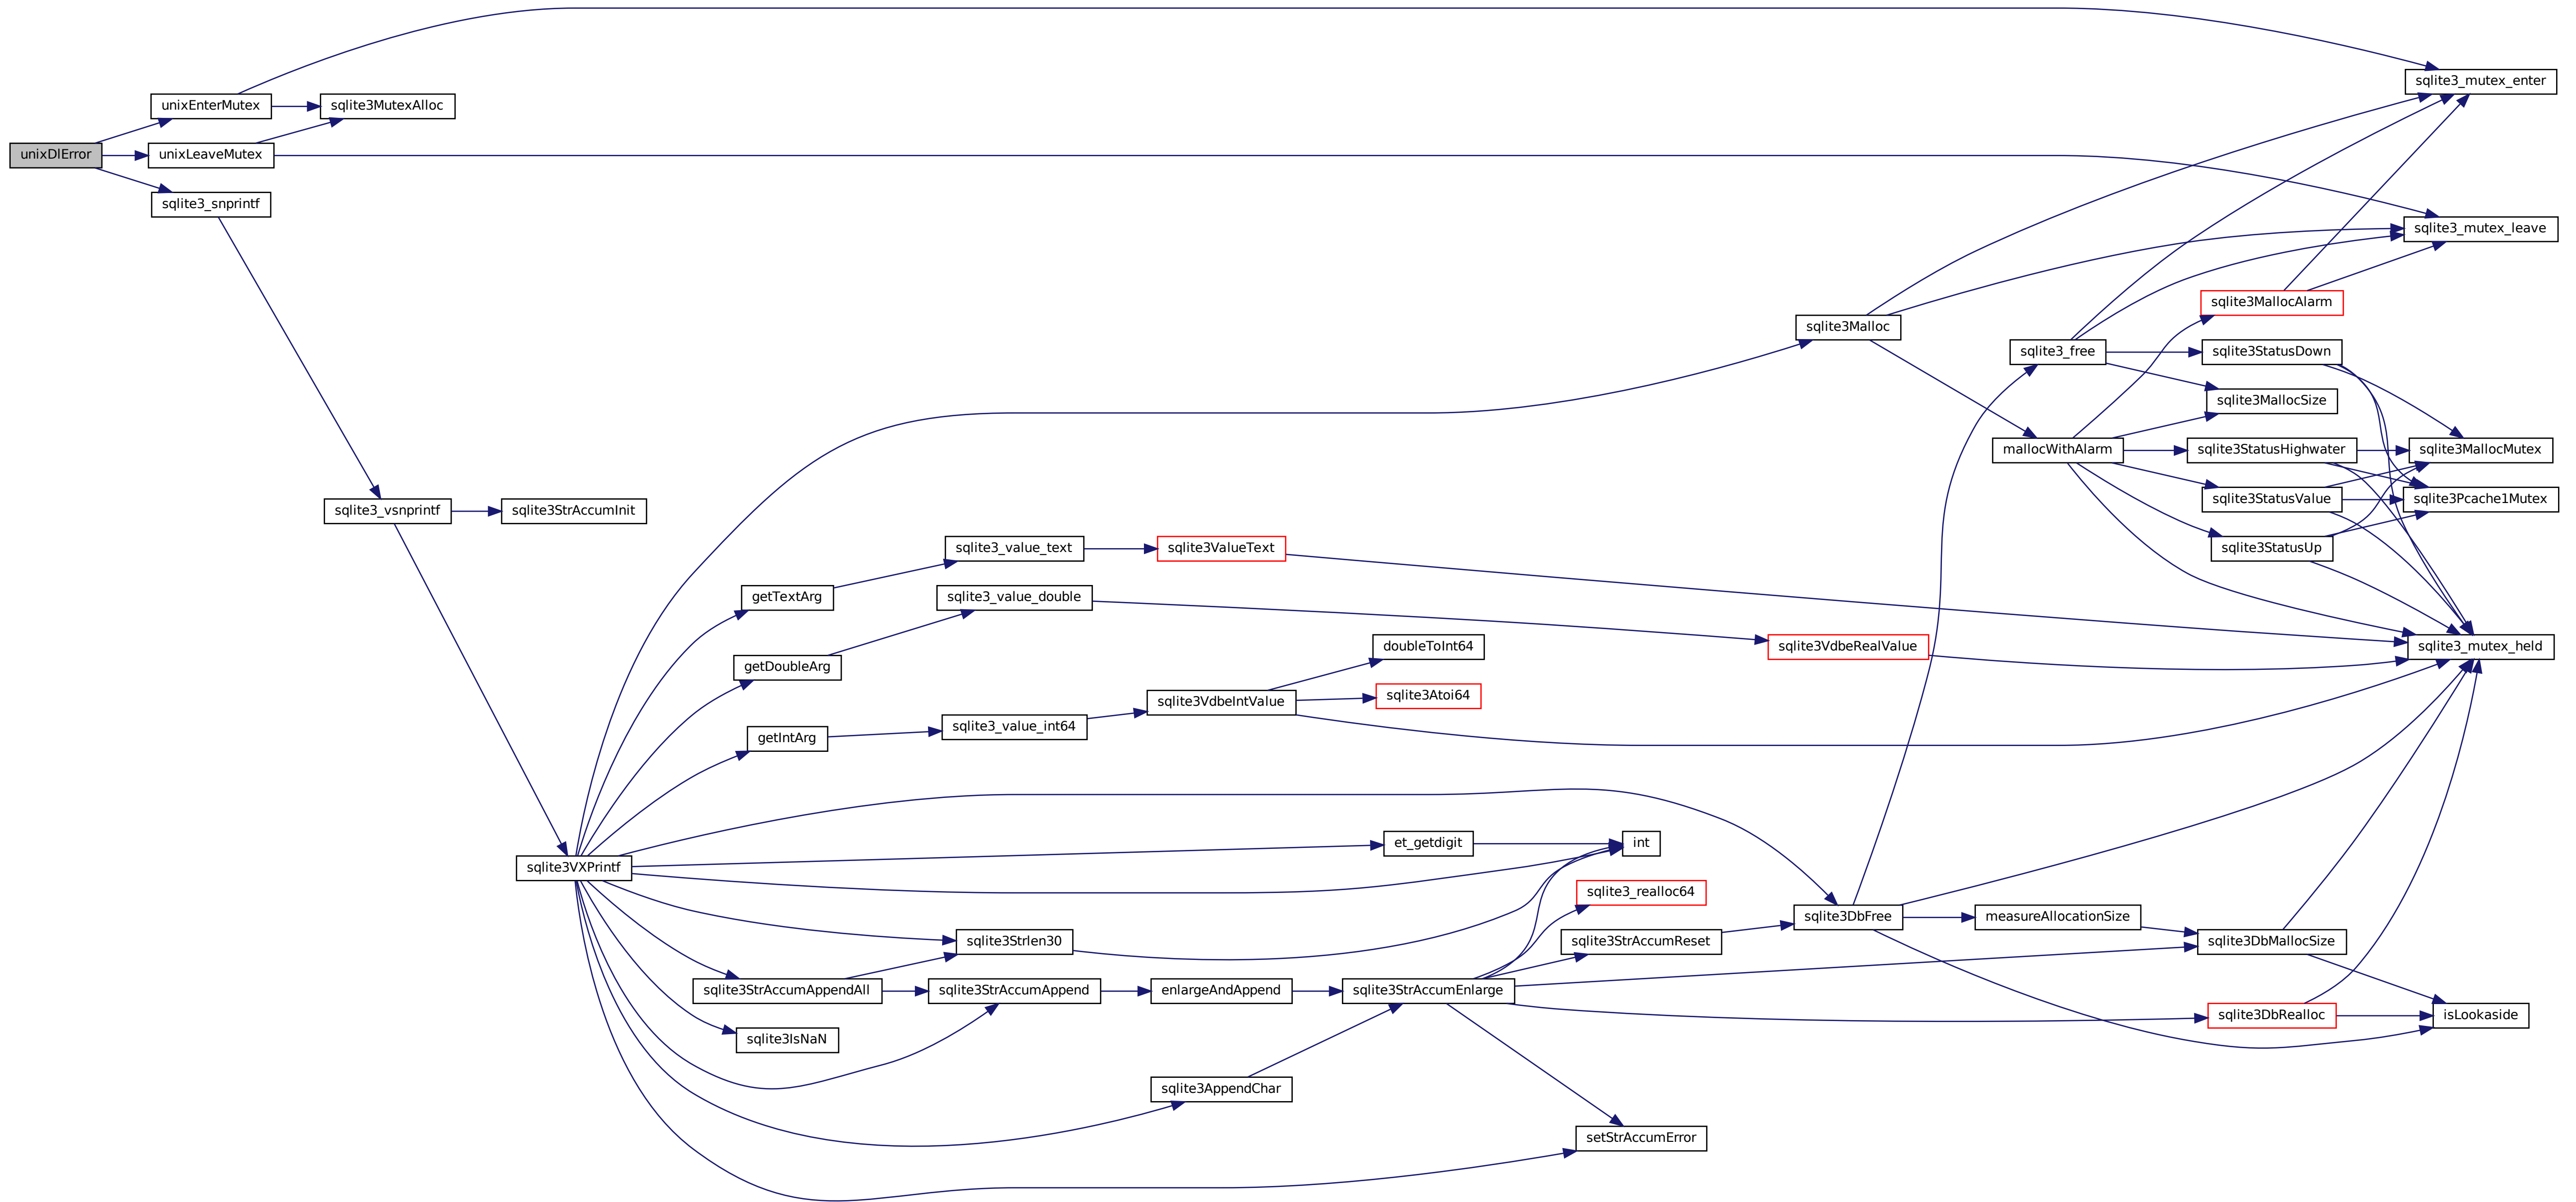 sqlite3_mutex_enter
unixEnterMutex
sqlite3MutexAlloc
unixDlError
unixLeaveMutex
sqlite3_snprintf
sqlite3_mutex_leave
sqlite3MallocAlarm
sqlite3Malloc
sqlite3_free
sqlite3StatusDown
sqlite3MallocSize
mallocWithAlarm
sqlite3StatusHighwater
sqlite3MallocMutex
sqlite3StatusValue
sqlite3Pcache1Mutex
sqlite3_vsnprintf
sqlite3StrAccumInit
sqlite3_value_text
sqlite3ValueText
sqlite3StatusUp
getTextArg
sqlite3_value_double
doubleToInt64
sqlite3VdbeRealValue
sqlite3_mutex_held
getDoubleArg
sqlite3Atoi64
sqlite3VdbeIntValue
getIntArg
sqlite3_value_int64
et_getdigit
int
sqlite3VXPrintf
sqlite3_realloc64
sqlite3DbFree
measureAllocationSize
sqlite3Strlen30
sqlite3StrAccumReset
sqlite3DbMallocSize
sqlite3StrAccumAppendAll
sqlite3StrAccumAppend
enlargeAndAppend
sqlite3StrAccumEnlarge
sqlite3DbRealloc
isLookaside
sqlite3IsNaN
sqlite3AppendChar
setStrAccumError